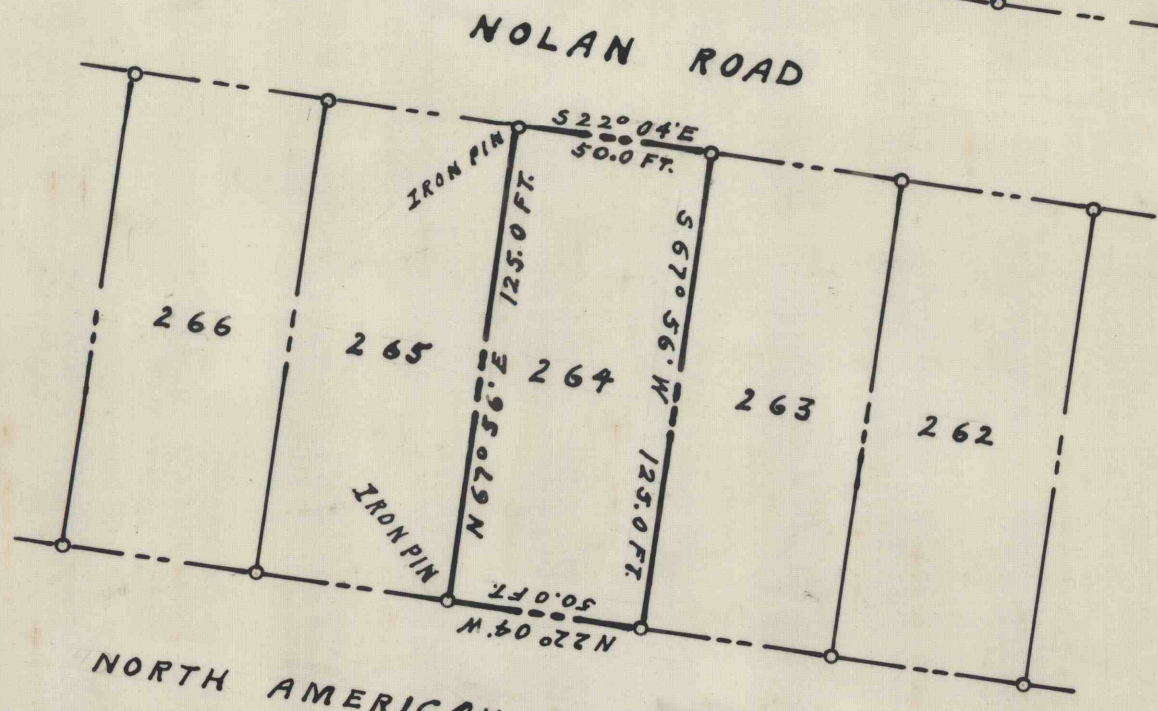 NOLAN ROAD
S 22° 04' E
50.0 FT.
IRON PIN
125.0 FT.
N 67° 56' E
S 67° 56' W
125.0 FT.
266
265
264
263
262
IRON PIN
50.0 FT.
N 22° 04' W
NORTH AMERICAN